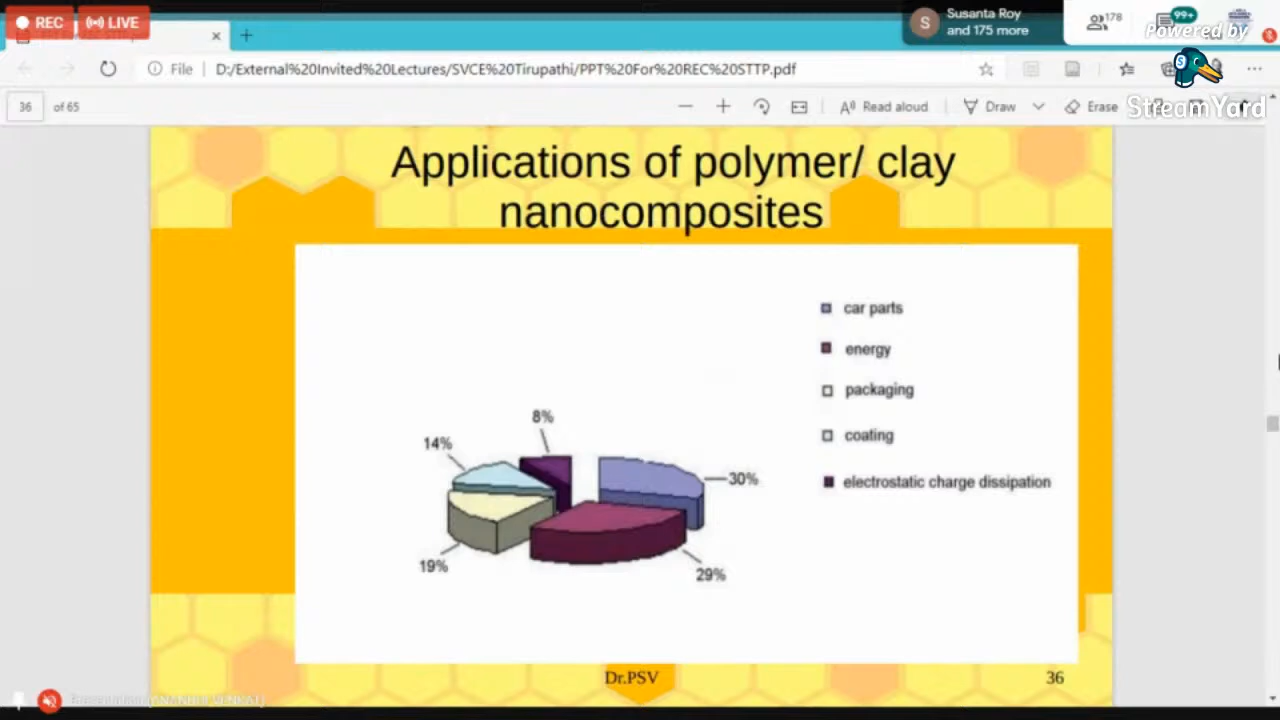 REC
LIVE
Susanta Roy
and 175 more
178
99+
Powered by
StreamYard
File
D:/External%20Invited%20Lectures/SVCE%20Tirupathi/PPT%20For%20REC%20STTP.pdf
36
of 65
Read aloud
Draw
Erase
Applications of polymer/ clay
nanocomposites
car parts
energy
packaging
coating
electrostatic charge dissipation
8%
14%
30%
19%
29%
Dr.PSV
36